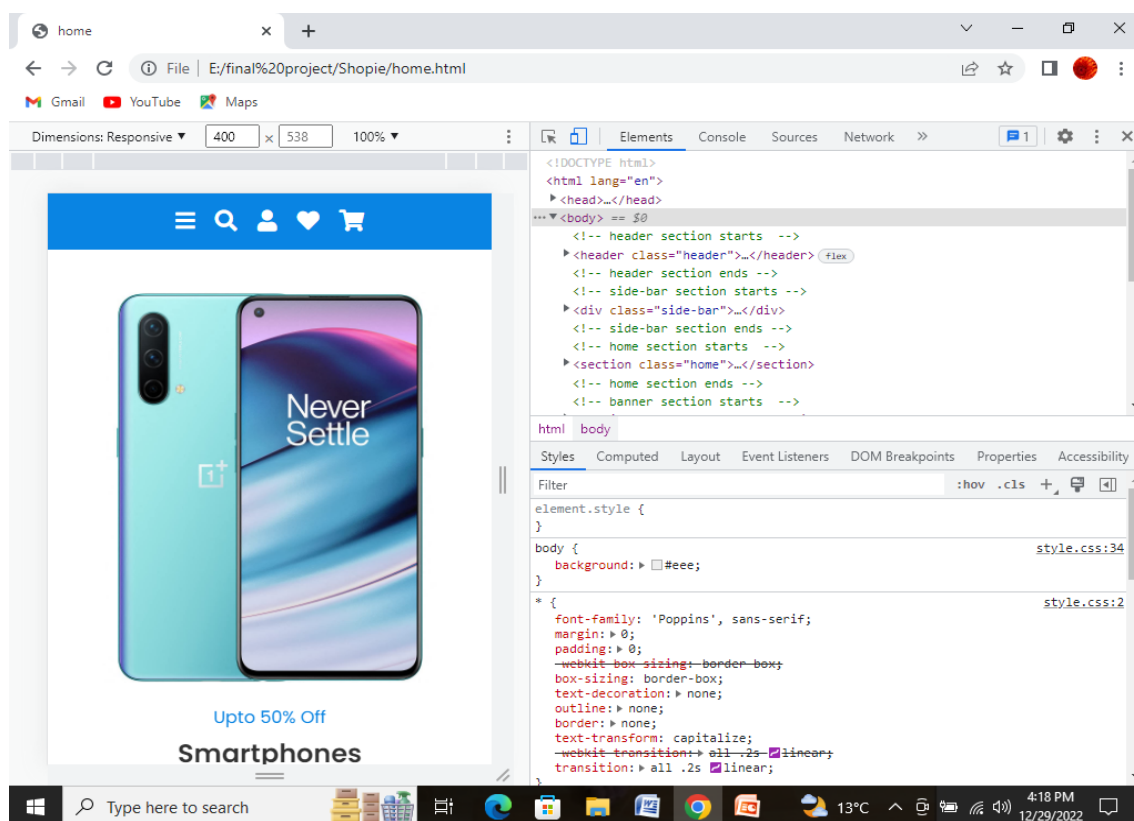 home
File | E:/final%20project/Shopie/home.html
Gmail YouTube Maps
Dimensions: Responsive ▼ 400 × 538 100% ▼
Elements Console Sources Network » 1
<!DOCTYPE html>
<html lang="en">
▶<head>…</head>
··· ▼<body> == $0
<!-- header section starts  -->
▶<header class="header">…</header> flex
<!-- header section ends -->
<!-- side-bar section starts -->
▶<div class="side-bar">…</div>
<!-- side-bar section ends -->
<!-- home section starts  -->
▶<section class="home">…</section>
<!-- home section ends -->
<!-- banner section starts  -->
html body
Styles Computed Layout Event Listeners DOM Breakpoints Properties Accessibility
Filter :hov .cls +
element.style {
}
body { style.css:34
background: ▶ #eee;
}
* { style.css:2
font-family: 'Poppins', sans-serif;
margin: ▶ 0;
padding: ▶ 0;
-webkit-box-sizing: border-box;
box-sizing: border-box;
text-decoration: ▶ none;
outline: ▶ none;
border: ▶ none;
text-transform: capitalize;
-webkit-transition: ▶ all .2s linear;
transition: ▶ all .2s linear;
}
Never
Settle
1+
Upto 50% Off
Smartphones
Type here to search
13°C
4:18 PM
12/29/2022